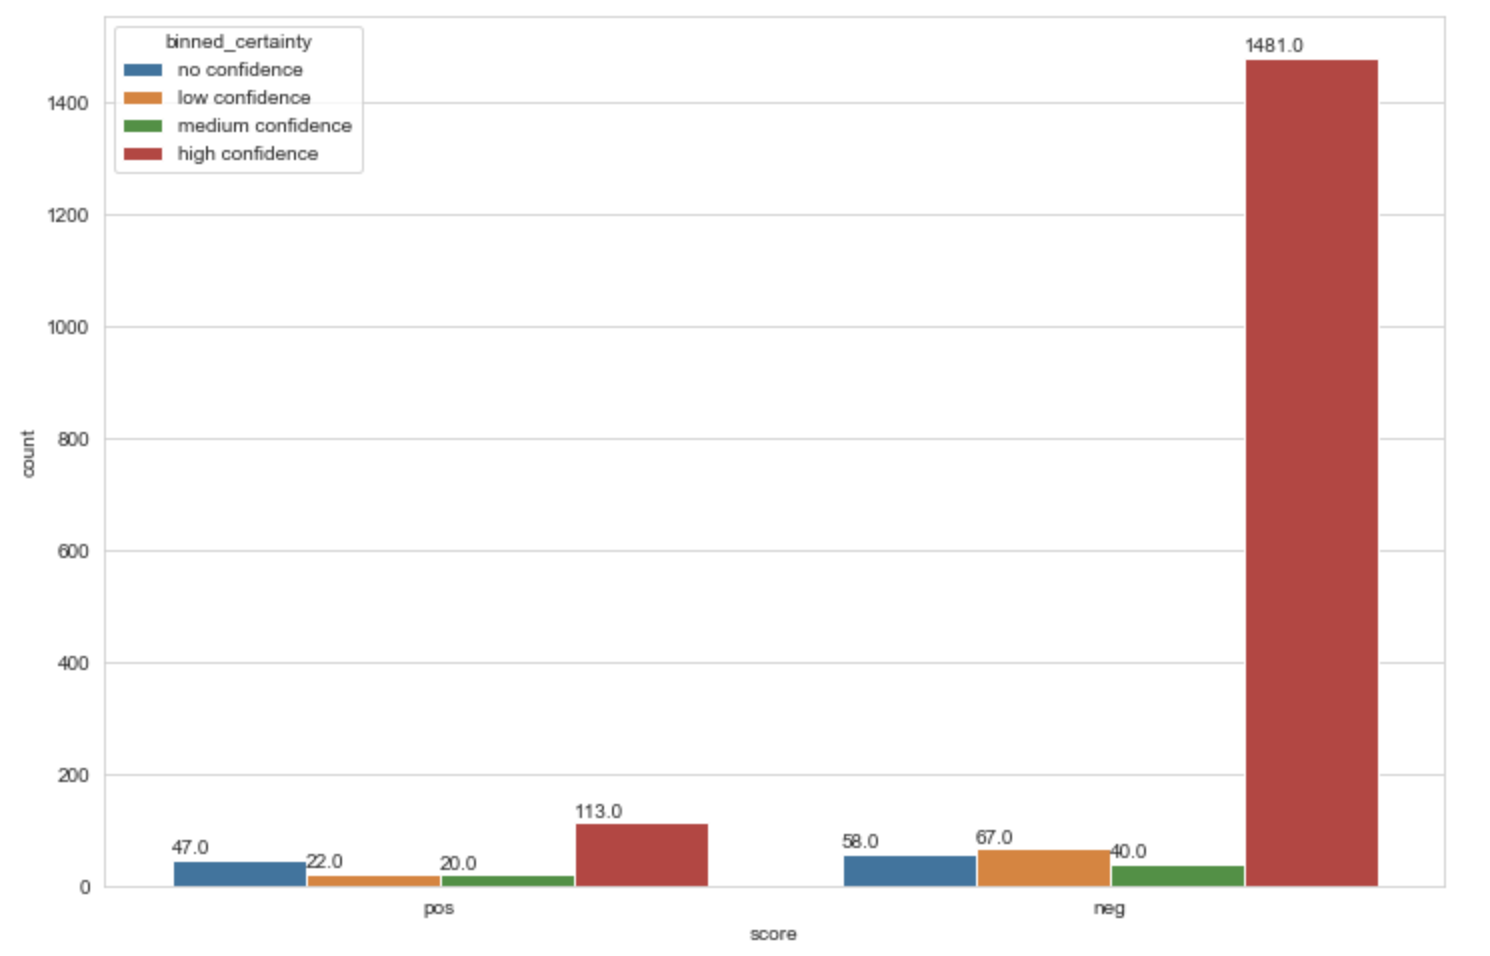 binned_certainty
no confidence
low confidence
medium confidence
high confidence
1400
1200
1000
800
600
400
200
0
count
47.0
22.0
20.0
113.0
58.0
67.0
40.0
1481.0
pos
neg
score